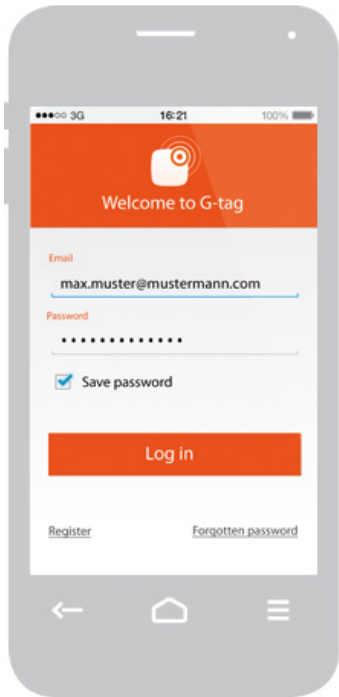 3G 16:21 100%
Welcome to G-tag
Email
max.muster@mustermann.com
Password
•••••••••••••
Save password
Log in
Register Forgotten password